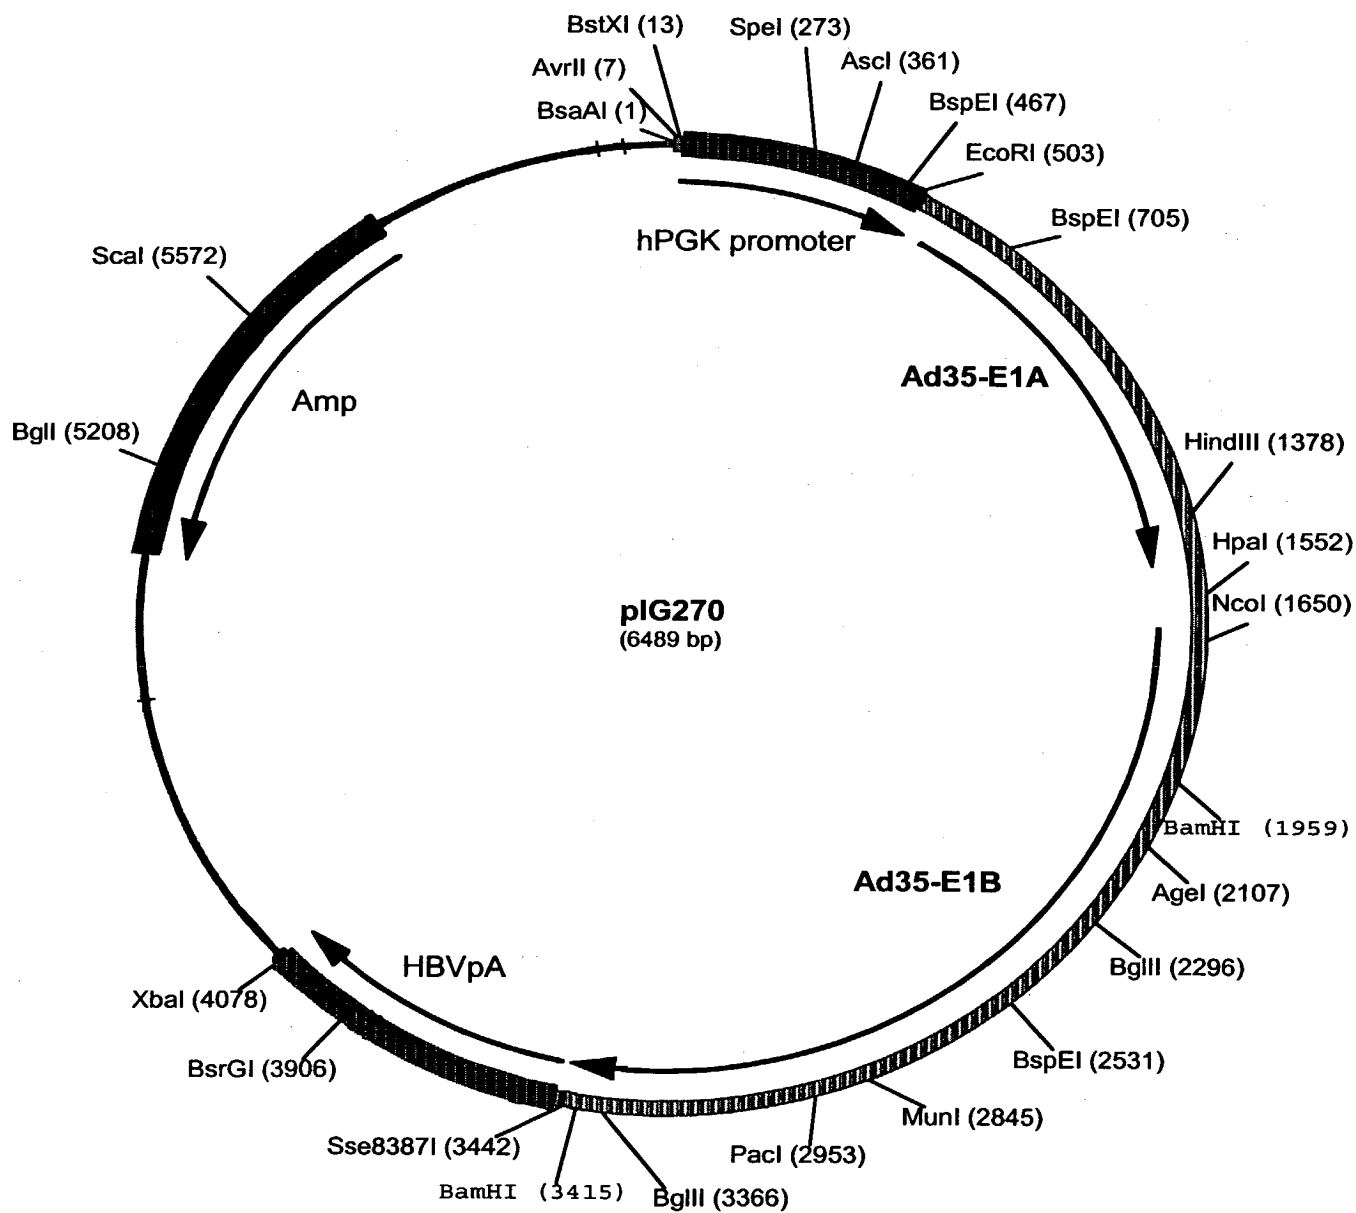 BstXI (13)
SpeI (273)
AscI (361)
AvrII (7)
BspEI (467)
BsaAI (1)
EcoRI (503)
BspEI (705)
hPGK promoter
ScaI (5572)
Ad35-E1A
Amp
BglI (5208)
HindIII (1378)
HpaI (1552)
NcoI (1650)
pIG270
(6489 bp)
BamHI (1959)
Ad35-E1B
AgeI (2107)
HBVpA
BglII (2296)
XbaI (4078)
BsrGI (3906)
BspEI (2531)
MunI (2845)
Sse8387I (3442)
PacI (2953)
BamHI (3415)
BglII (3366)